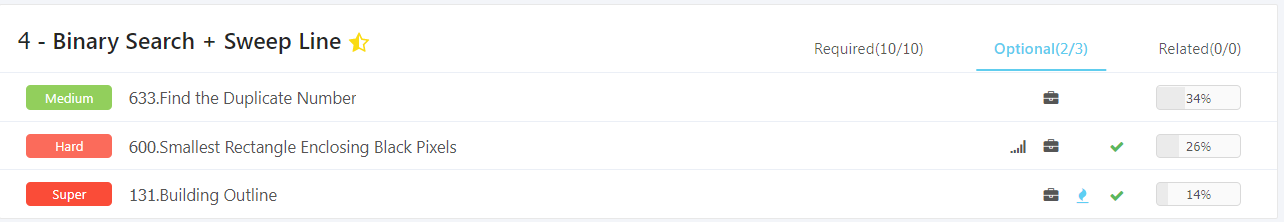 4 - Binary Search + Sweep Line
Required(10/10) Optional(2/3) Related(0/0)
Medium 633.Find the Duplicate Number 34%
Hard 600.Smallest Rectangle Enclosing Black Pixels 26%
Super 131.Building Outline 14%